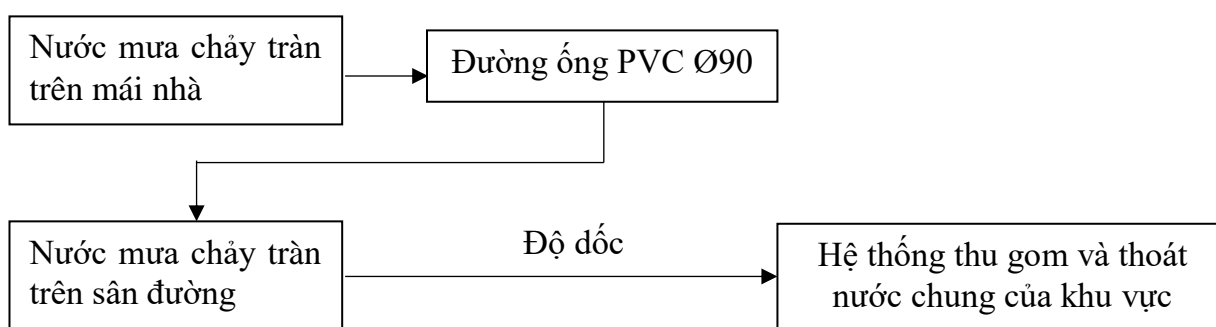 Nước mưa chảy tràn
trên mái nhà
Đường ống PVC Ø90
Nước mưa chảy tràn
trên sân đường
Độ dốc
Hệ thống thu gom và thoát
nước chung của khu vực